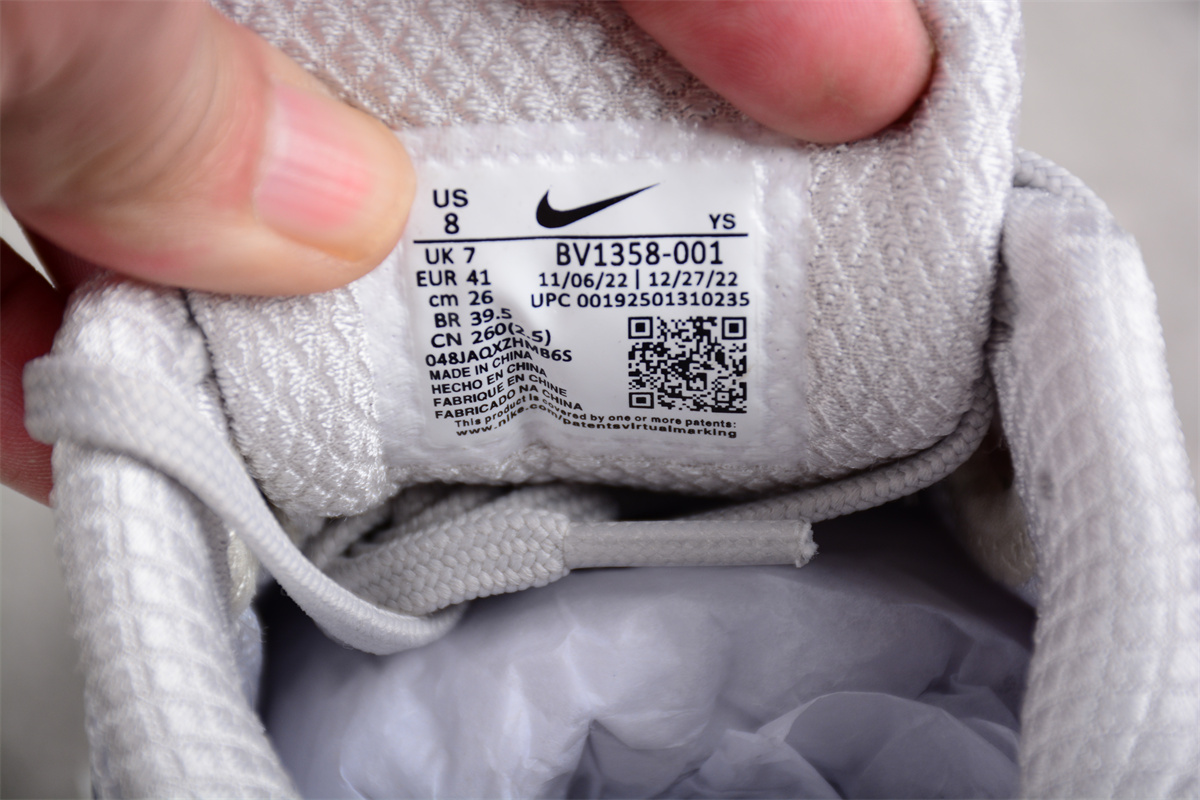 US
8
YS
UK 7
BV1358-001
EUR 41
11/06/22 | 12/27/22
cm 26
UPC 00192501310235
BR 39.5
CN 260(2.5)
048JAQXZHMB6S
MADE IN CHINA
HECHO EN CHINA
FABRIQUE EN CHINE
FABRICADO NA CHINA
This product is covered by one or more patents:
www.nike.com/patentsvirtualmarking